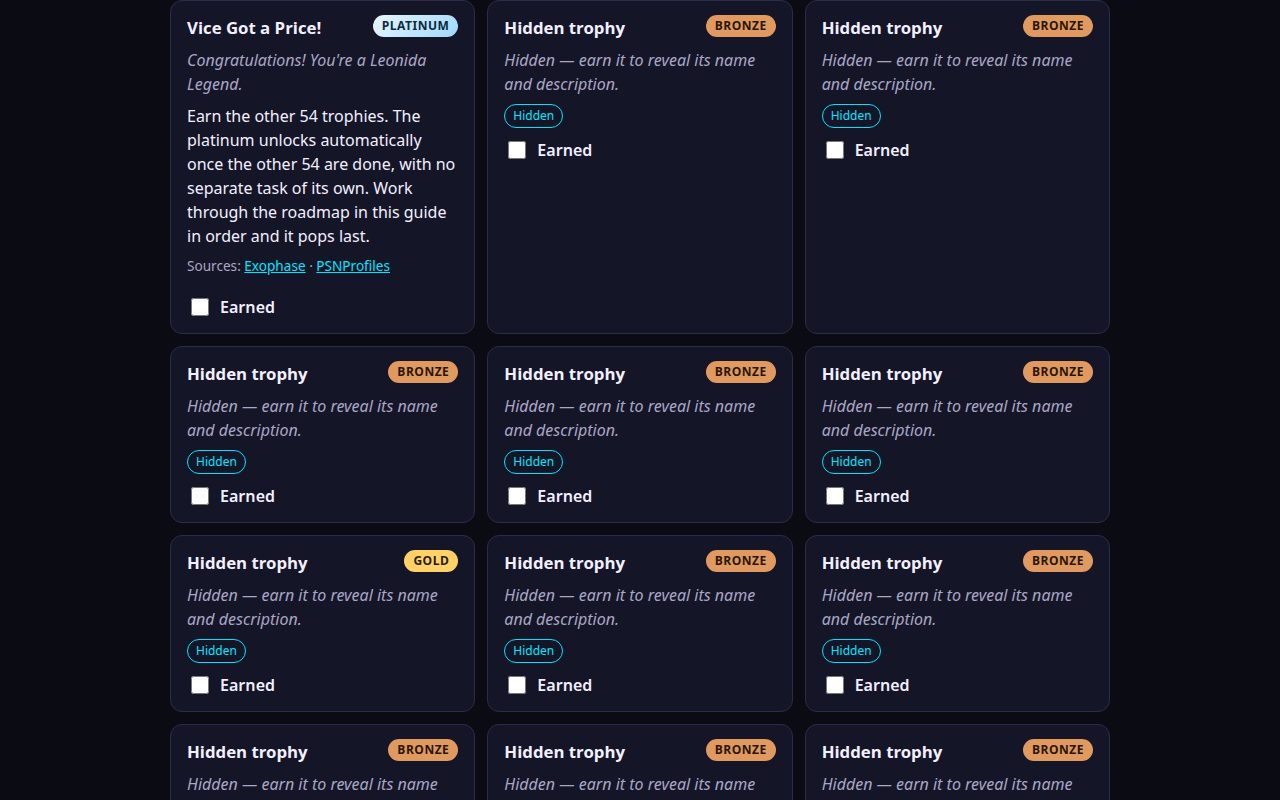 Vice Got a Price!
PLATINUM
Congratulations! You're a Leonida
Legend.
Earn the other 54 trophies. The
platinum unlocks automatically
once the other 54 are done, with no
separate task of its own. Work
through the roadmap in this guide
in order and it pops last.
Sources: Exophase · PSNProfiles
Earned
Hidden trophy
BRONZE
Hidden — earn it to reveal its name
and description.
Hidden
Earned
Hidden trophy
BRONZE
Hidden — earn it to reveal its name
and description.
Hidden
Earned
Hidden trophy
BRONZE
Hidden — earn it to reveal its name
and description.
Hidden
Earned
Hidden trophy
BRONZE
Hidden — earn it to reveal its name
and description.
Hidden
Earned
Hidden trophy
BRONZE
Hidden — earn it to reveal its name
and description.
Hidden
Earned
Hidden trophy
GOLD
Hidden — earn it to reveal its name
and description.
Hidden
Earned
Hidden trophy
BRONZE
Hidden — earn it to reveal its name
and description.
Hidden
Earned
Hidden trophy
BRONZE
Hidden — earn it to reveal its name
and description.
Hidden
Earned
Hidden trophy
BRONZE
Hidden — earn it to reveal its name
Hidden trophy
BRONZE
Hidden — earn it to reveal its name
Hidden trophy
BRONZE
Hidden — earn it to reveal its name